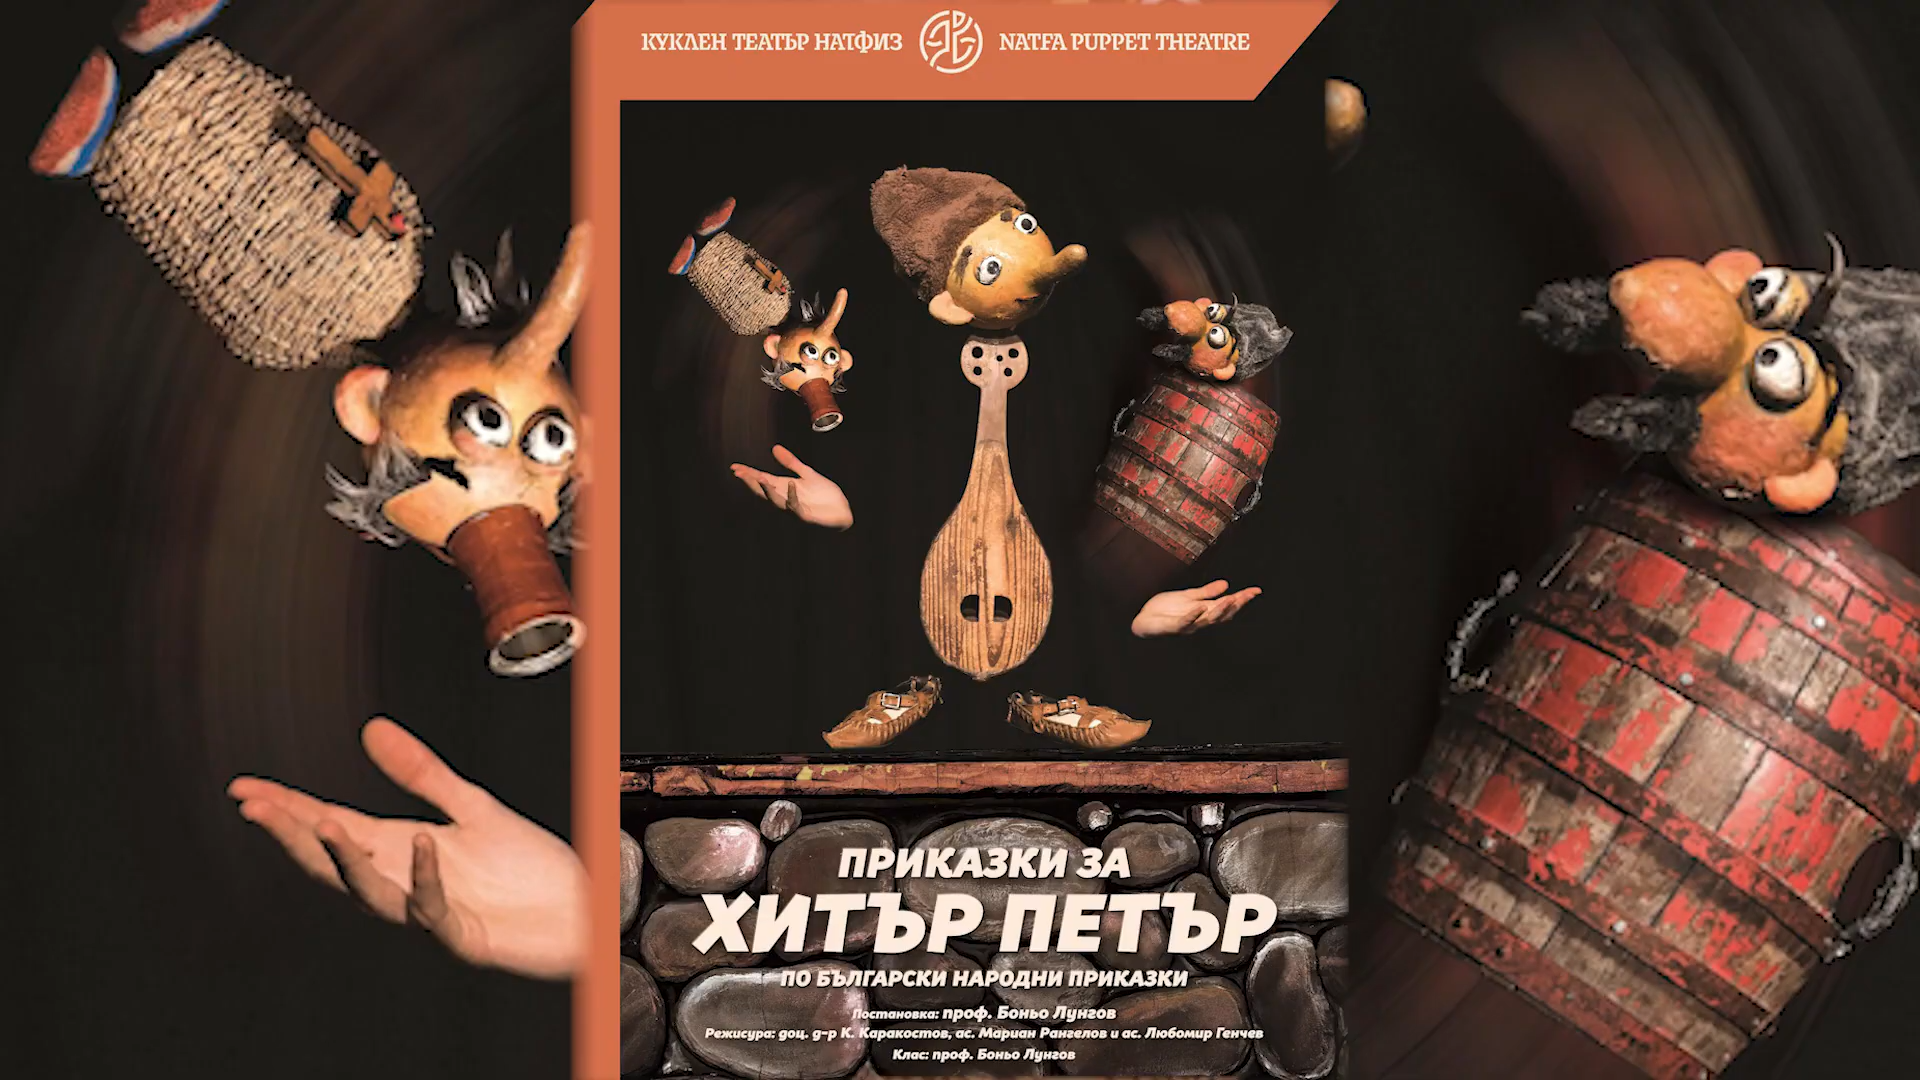 КУКЛЕН ТЕАТЪР НАТФИЗ
NATFA PUPPET THEATRE
ПРИКАЗКИ ЗА
ХИТЪР ПЕТЪР
ПО БЪЛГАРСКИ НАРОДНИ ПРИКАЗКИ
Постановка: проф. Боньо Лунгов
Режисура: доц. д-р К. Каракостов, ас. Мариан Рангелов и ас. Любомир Генчев
Клас: проф. Боньо Лунгов